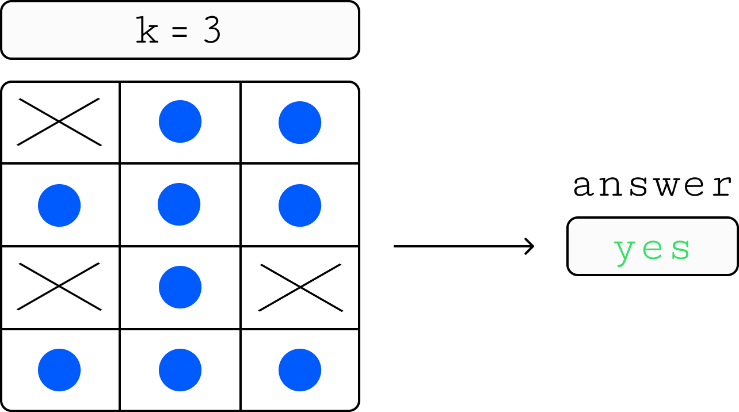 k = 3
answer
yes